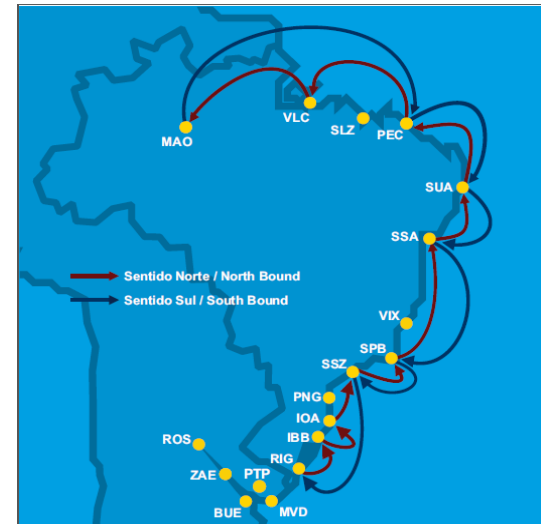 VLC
MAO
SLZ
PEC
SUA
SSA
Sentido Norte / North Bound
Sentido Sul / South Bound
VIX
SPB
SSZ
PNG
IOA
IBB
ROS
RIG
ZAE
PTP
BUE
MVD